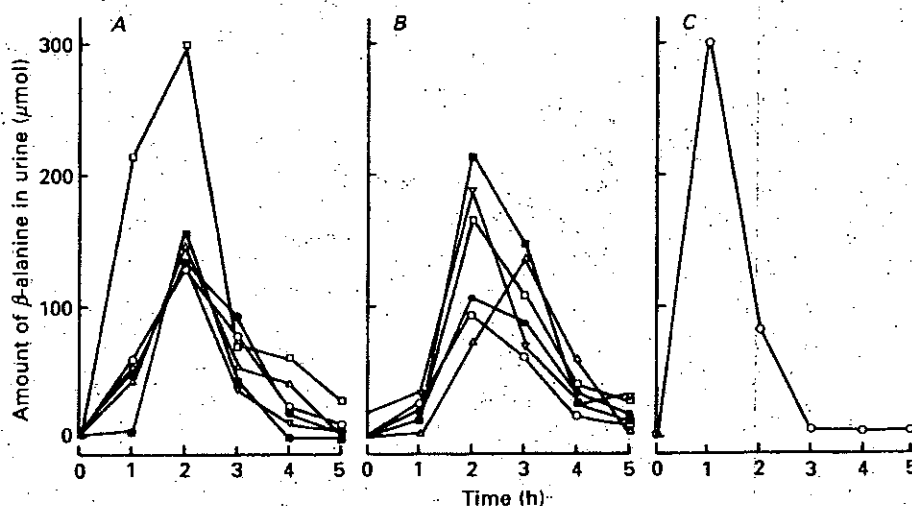 A B C
Amount of β-alanine in urine (μmol)
300
200
100
0
0 1 2 3 4 5 0 1 2 3 4 5 0 1 2 3 4 5
Time (h)